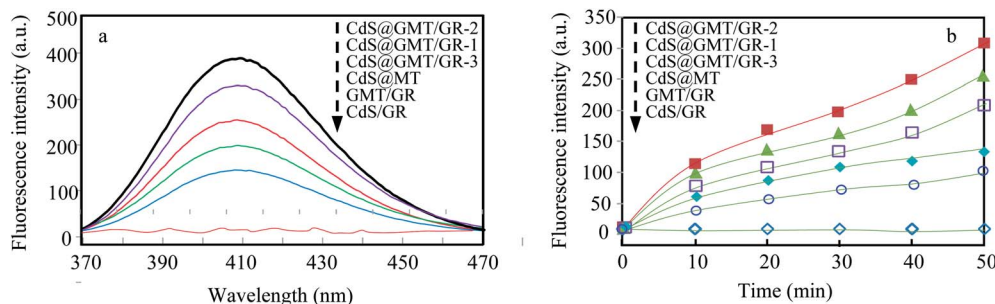 Fluorescence intensity (a.u.)
500
400
300
200
100
0
a
CdS@GMT/GR-2
CdS@GMT/GR-1
CdS@GMT/GR-3
CdS@MT
GMT/GR
CdS/GR
370 390 410 430 450 470
Wavelength (nm)
Fluorescence intensity (a.u.)
350
300
250
200
150
100
50
0
CdS@GMT/GR-2
CdS@GMT/GR-1
CdS@GMT/GR-3
CdS@MT
GMT/GR
CdS/GR
b
0 10 20 30 40 50
Time (min)